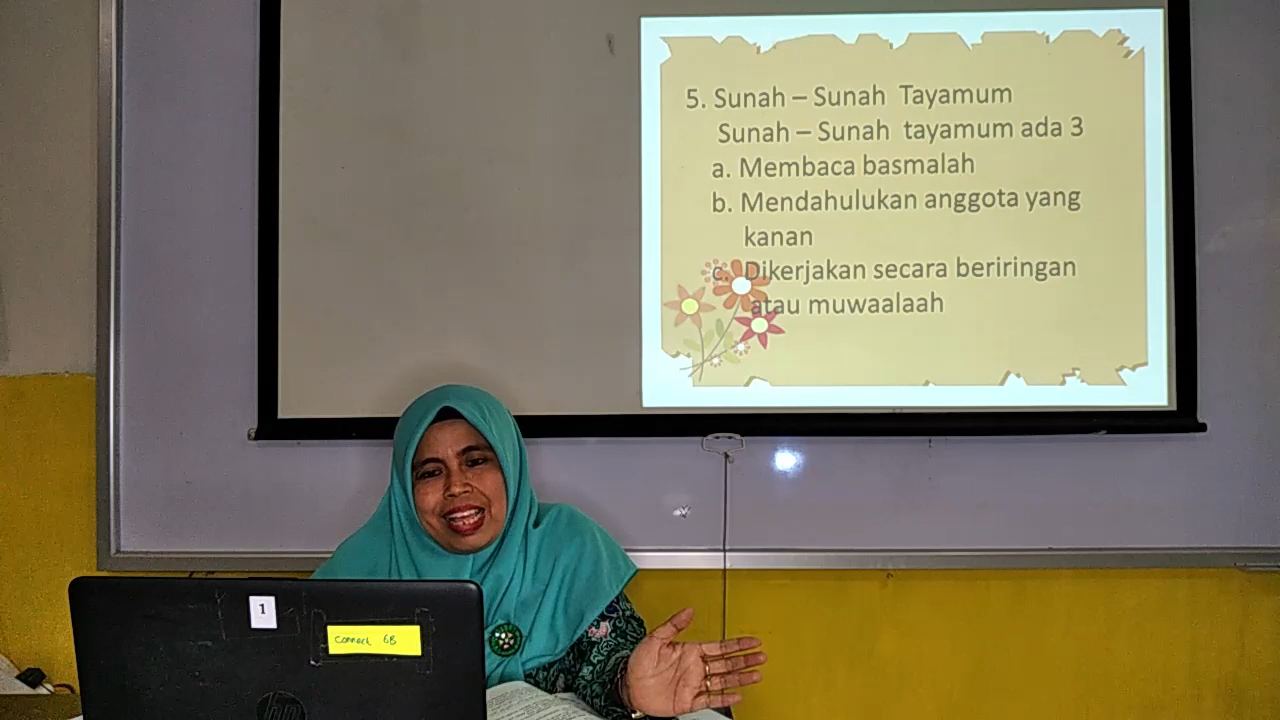 5. Sunah – Sunah Tayamum
Sunah – Sunah tayamum ada 3
a. Membaca basmalah
b. Mendahulukan anggota yang
kanan
c. Dikerjakan secara beriringan
atau muwaalaah
1
Connect 6B
hp